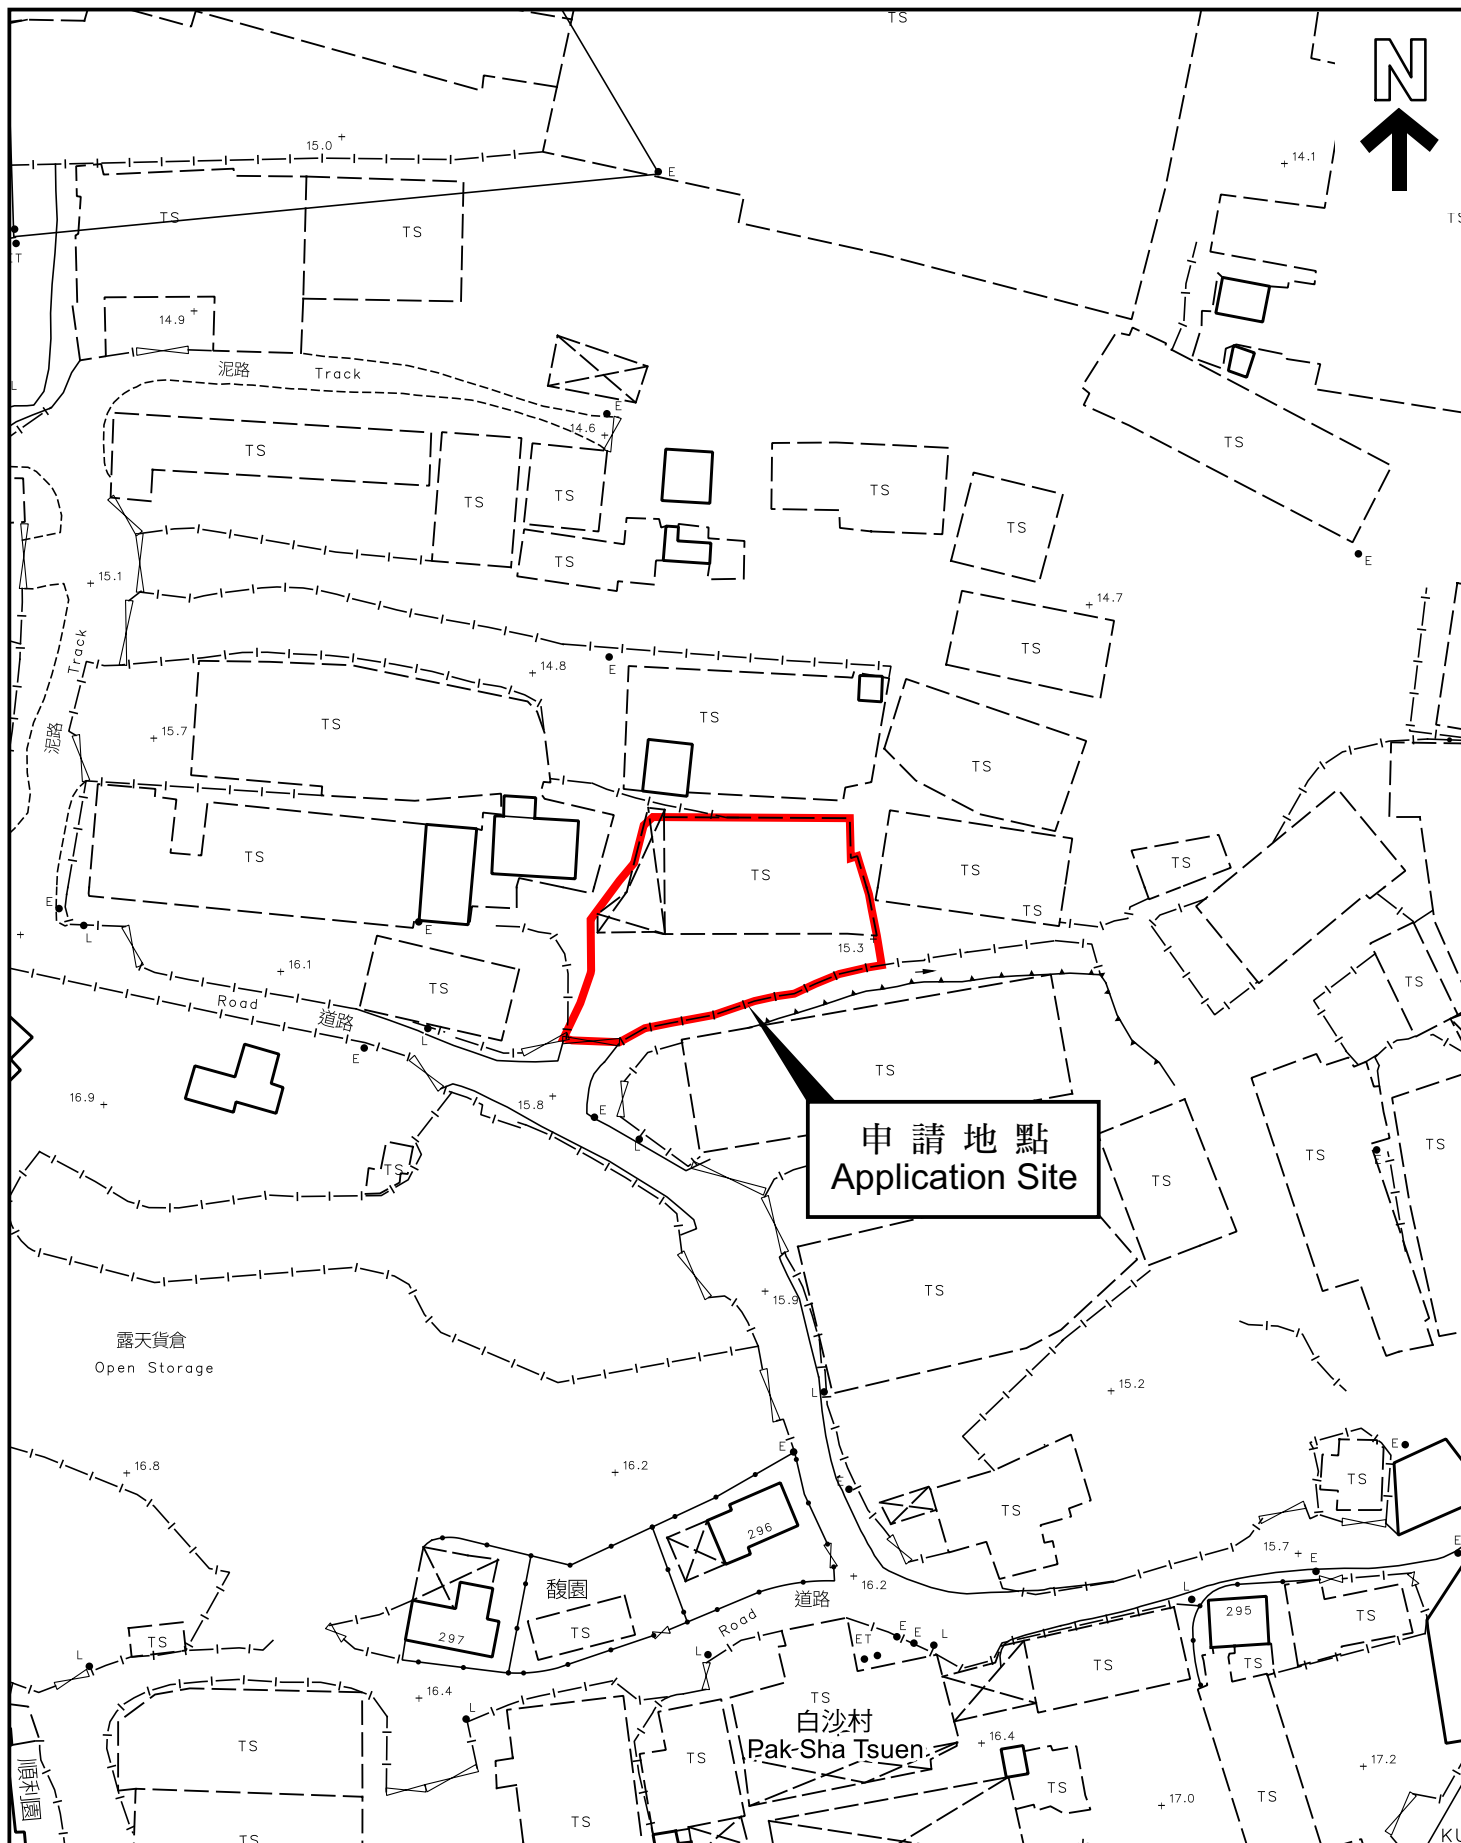 TS
N
15.0
14.1
E
TS
TS
TS
14.9
泥路 Track
E
14.6
TS
TS
TS
TS
TS
TS
TS
E
15.1
14.7
泥路 Track
TS
14.8
E
TS
15.7
TS
TS
TS
TS
TS
TS
TS
E
L
E
15.3
16.1
TS
Road
道路
L
E
TS
TS
16.9
15.8
E
L
申請地點
Application Site
TS
TS
TS
E
TS
TS
15.9
露天貨倉
Open Storage
15.2
L
E
E
16.8
16.2
TS
E
TS
296
15.7
E
E
16.2
馥園
道路
Road
L
295
TS
297
TS
TS
L
L
E
E
L
ET
TS
TS
16.4
L
TS
白沙村
Pak Sha Tsuen
16.4
17.2
TS
TS
TS
17.0
TS
順利園
TS
TS
KU